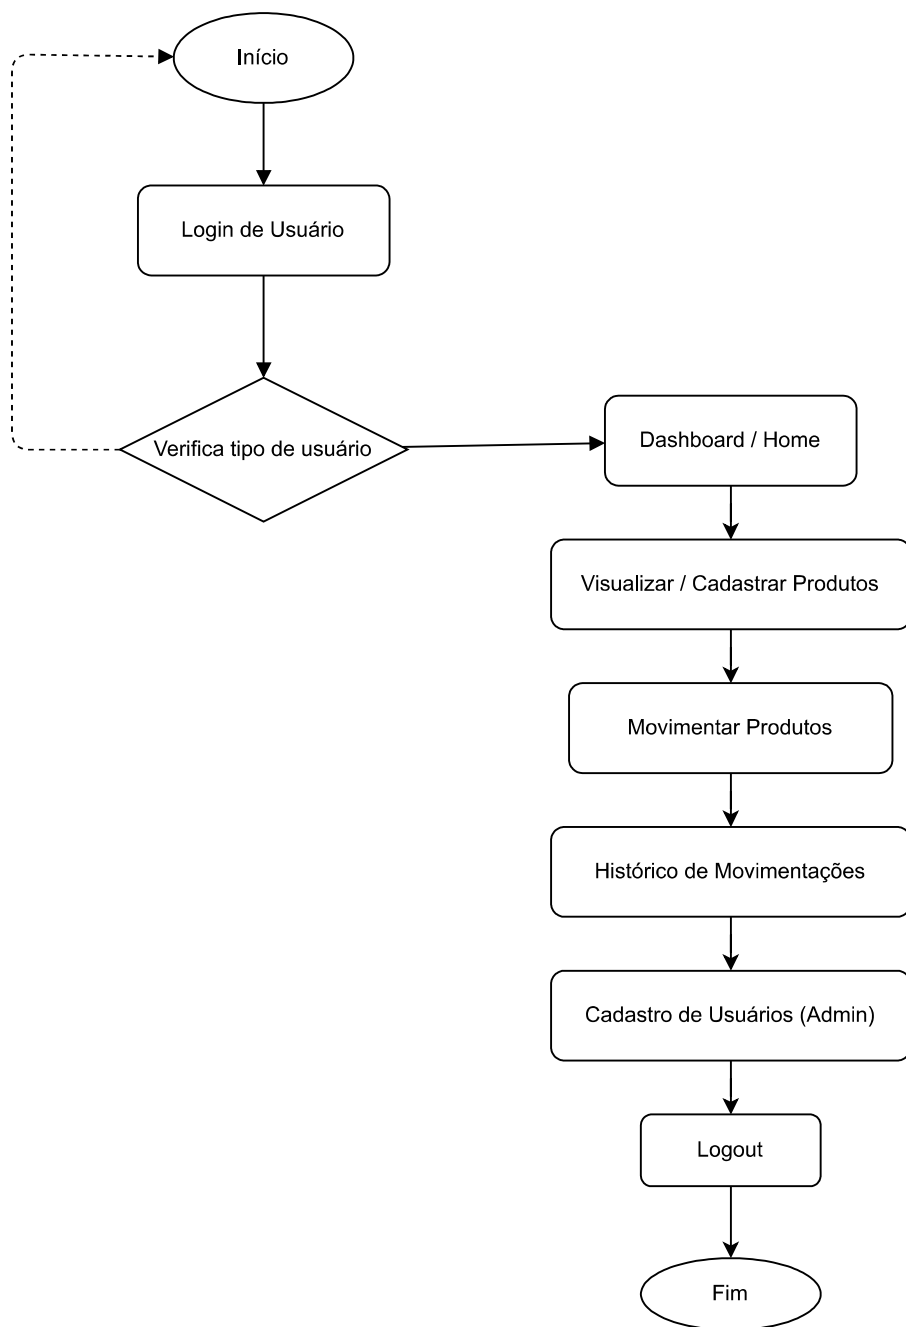 Início
Login de Usuário
Verifica tipo de usuário
Dashboard / Home
Visualizar / Cadastrar Produtos
Movimentar Produtos
Histórico de Movimentações
Cadastro de Usuários (Admin)
Logout
Fim